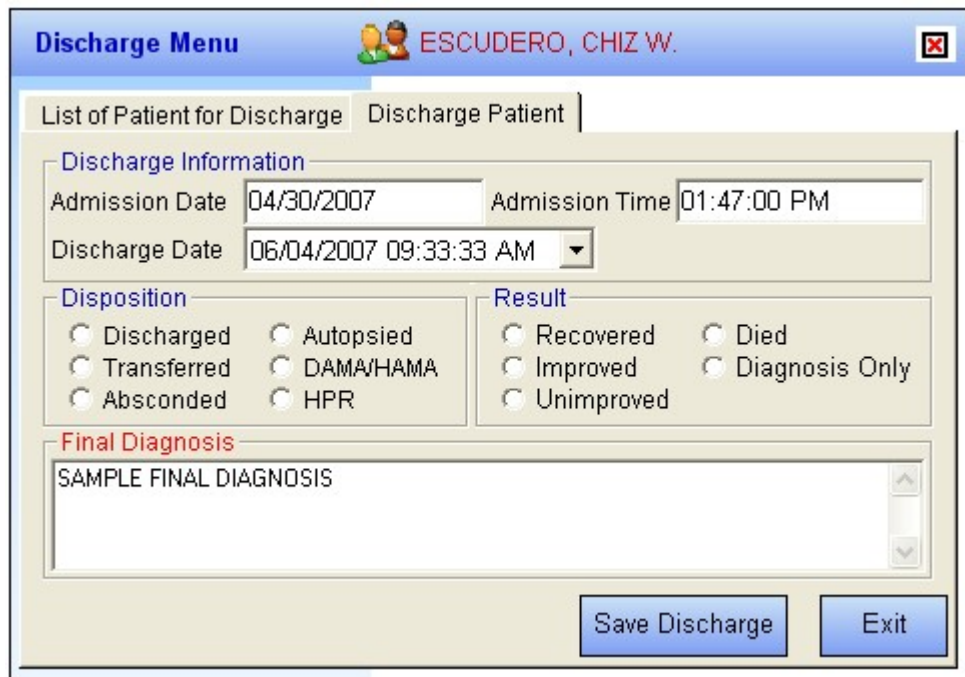 Discharge Menu ESCUDERO, CHIZ W.
List of Patient for Discharge Discharge Patient
Discharge Information
Admission Date 04/30/2007 Admission Time 01:47:00 PM
Discharge Date 06/04/2007 09:33:33 AM
Disposition
Discharged Autopsied
Transferred DAMA/HAMA
Absconded HPR
Result
Recovered Died
Improved Diagnosis Only
Unimproved
Final Diagnosis
SAMPLE FINAL DIAGNOSIS
Save Discharge Exit